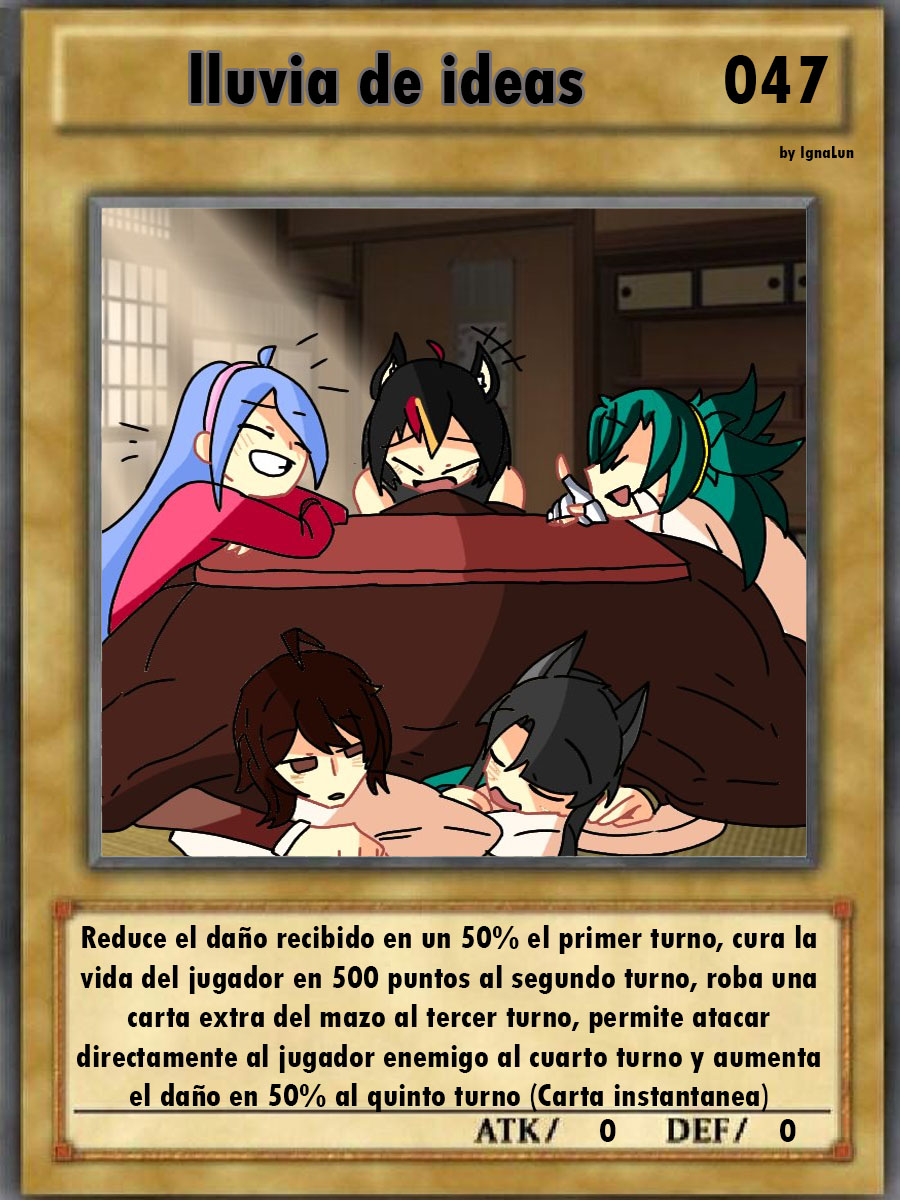 lluvia de ideas 047
by IgnaLun
Reduce el daño recibido en un 50% el primer turno, cura la
vida del jugador en 500 puntos al segundo turno, roba una
carta extra del mazo al tercer turno, permite atacar
directamente al jugador enemigo al cuarto turno y aumenta
el daño en 50% al quinto turno (Carta instantanea)
ATK/ 0 DEF/ 0